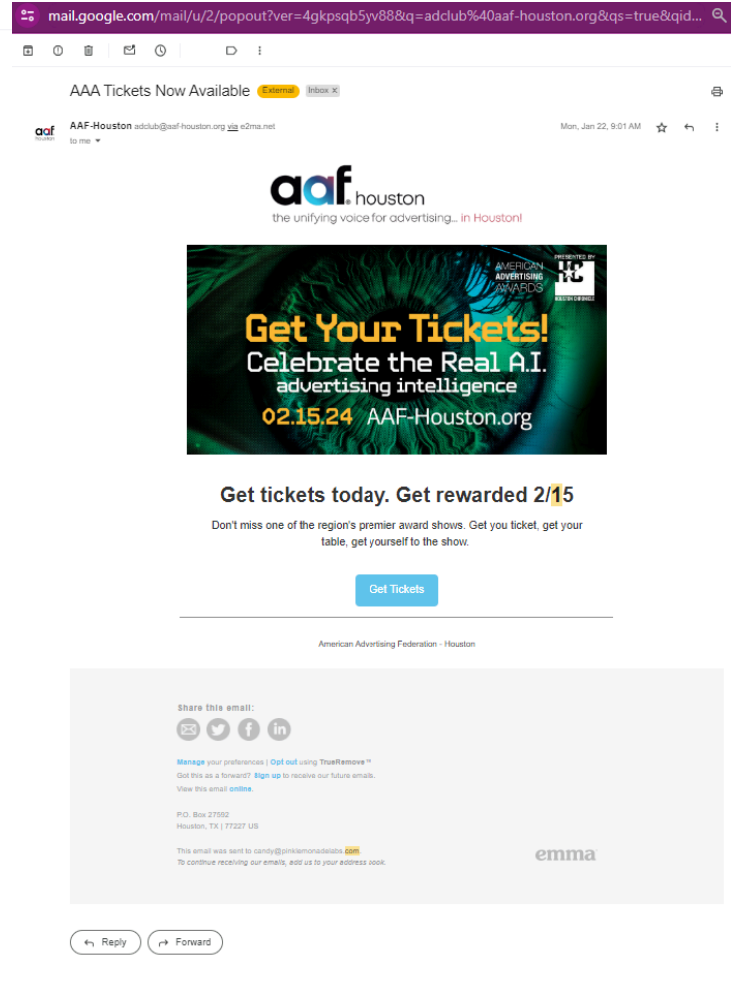 mail.google.com/mail/u/2/popout?ver=4gkpsqb5yv88&q=adclub%40aaf-houston.org&qs=true&qid...
AAA Tickets Now Available External Inbox x
AAF-Houston adclub@aaf-houston.org via e2ma.net Mon, Jan 22, 9:01 AM
to me
aaf houston
the unifying voice for advertising... in Houston!
AMERICAN
ADVERTISING
AWARDS
PRESENTED BY
HC
HOUSTON CHRONICLE
Get Your Tickets!
Celebrate the Real A.I.
advertising intelligence
02.15.24 AAF-Houston.org
Get tickets today. Get rewarded 2/15
Don't miss one of the region's premier award shows. Get you ticket, get your
table, get yourself to the show.
Get Tickets
American Advertising Federation - Houston
Share this email:
Manage your preferences | Opt out using TrueRemove™
Got this as a forward? Sign up to receive our future emails.
View this email online.
P.O. Box 27592
Houston, TX | 77227 US
This email was sent to candy@pinklemonadelabs.com.
To continue receiving our emails, add us to your address book.
emma
Reply Forward